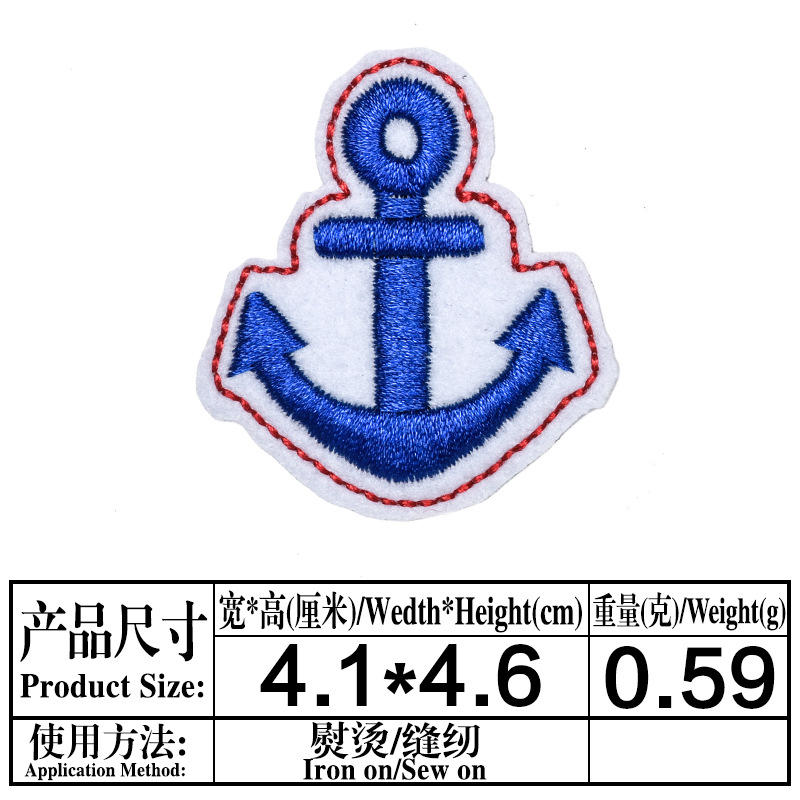 产品尺寸
Product Size:
宽*高(厘米)/Wedth*Height(cm)
重量(克)/Weight(g)
4.1*4.6
0.59
使用方法:
Application Method:
熨烫/缝纫
Iron on/Sew on